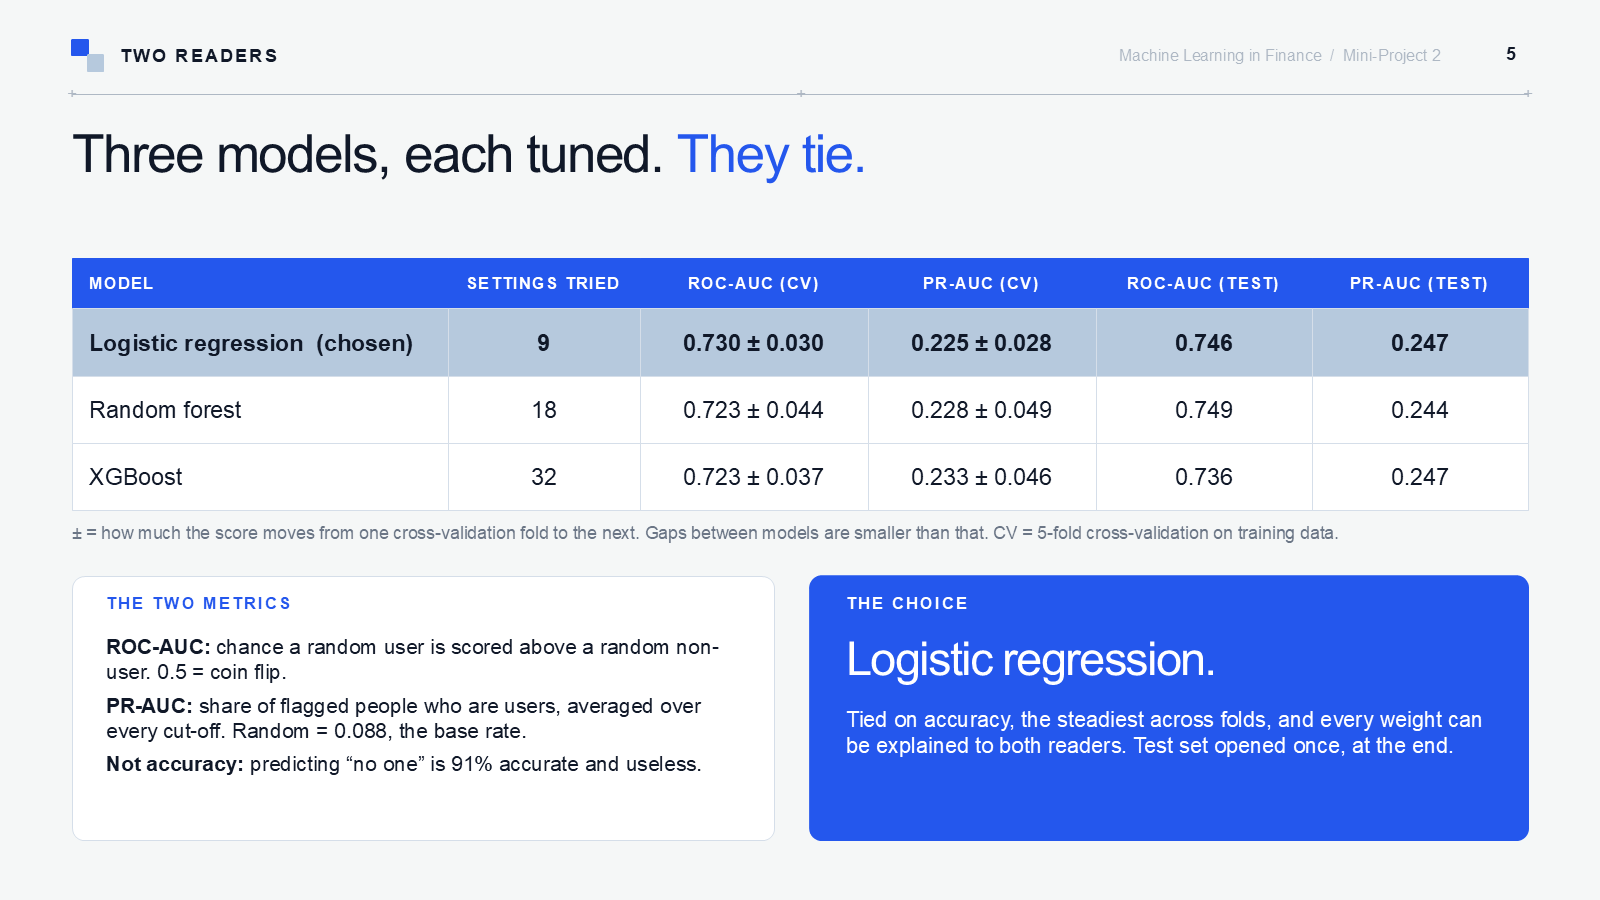 TWO READERS
Machine Learning in Finance / Mini-Project 2
5
Three models, each tuned. They tie.
MODEL SETTINGS TRIED ROC-AUC (CV) PR-AUC (CV) ROC-AUC (TEST) PR-AUC (TEST)
Logistic regression (chosen) 9 0.730 ± 0.030 0.225 ± 0.028 0.746 0.247
Random forest 18 0.723 ± 0.044 0.228 ± 0.049 0.749 0.244
XGBoost 32 0.723 ± 0.037 0.233 ± 0.046 0.736 0.247
± = how much the score moves from one cross-validation fold to the next. Gaps between models are smaller than that. CV = 5-fold cross-validation on training data.
THE TWO METRICS
ROC-AUC: chance a random user is scored above a random non-
user. 0.5 = coin flip.
PR-AUC: share of flagged people who are users, averaged over
every cut-off. Random = 0.088, the base rate.
Not accuracy: predicting “no one” is 91% accurate and useless.
THE CHOICE
Logistic regression.
Tied on accuracy, the steadiest across folds, and every weight can
be explained to both readers. Test set opened once, at the end.